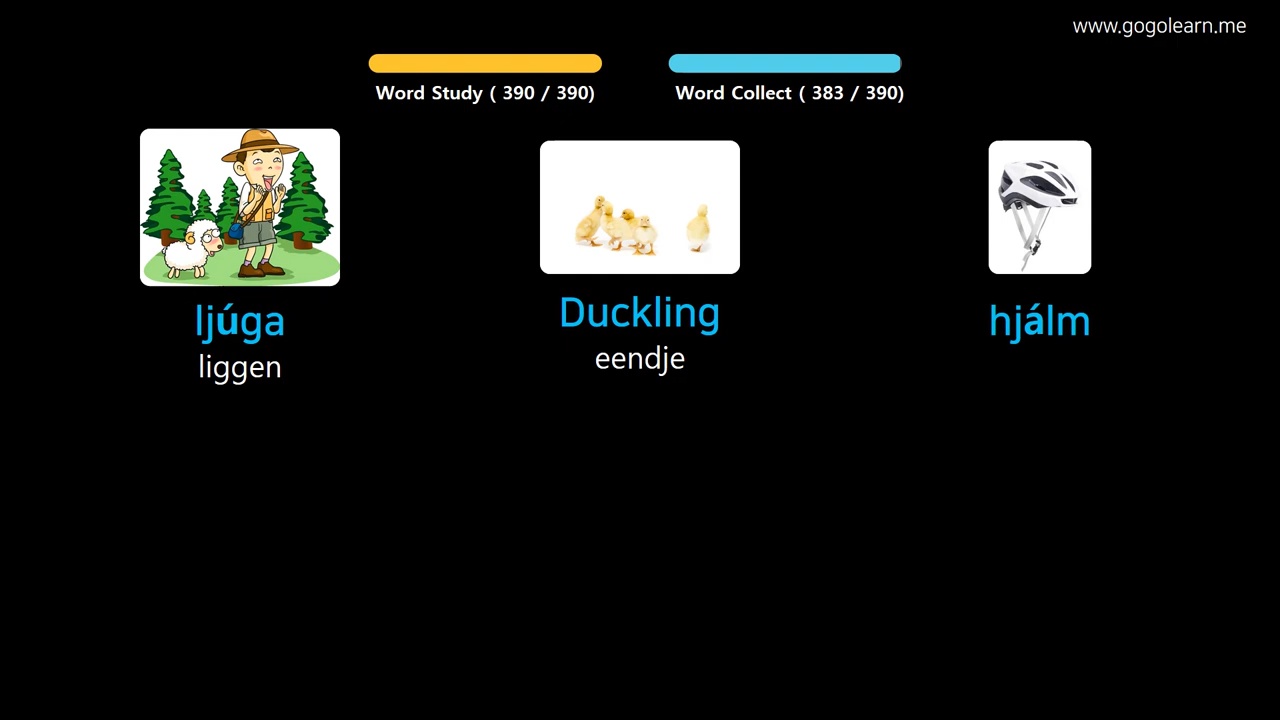 www.gogolearn.me
Word Study ( 390 / 390)
Word Collect ( 383 / 390)
ljúga
liggen
Duckling
eendje
hjálm